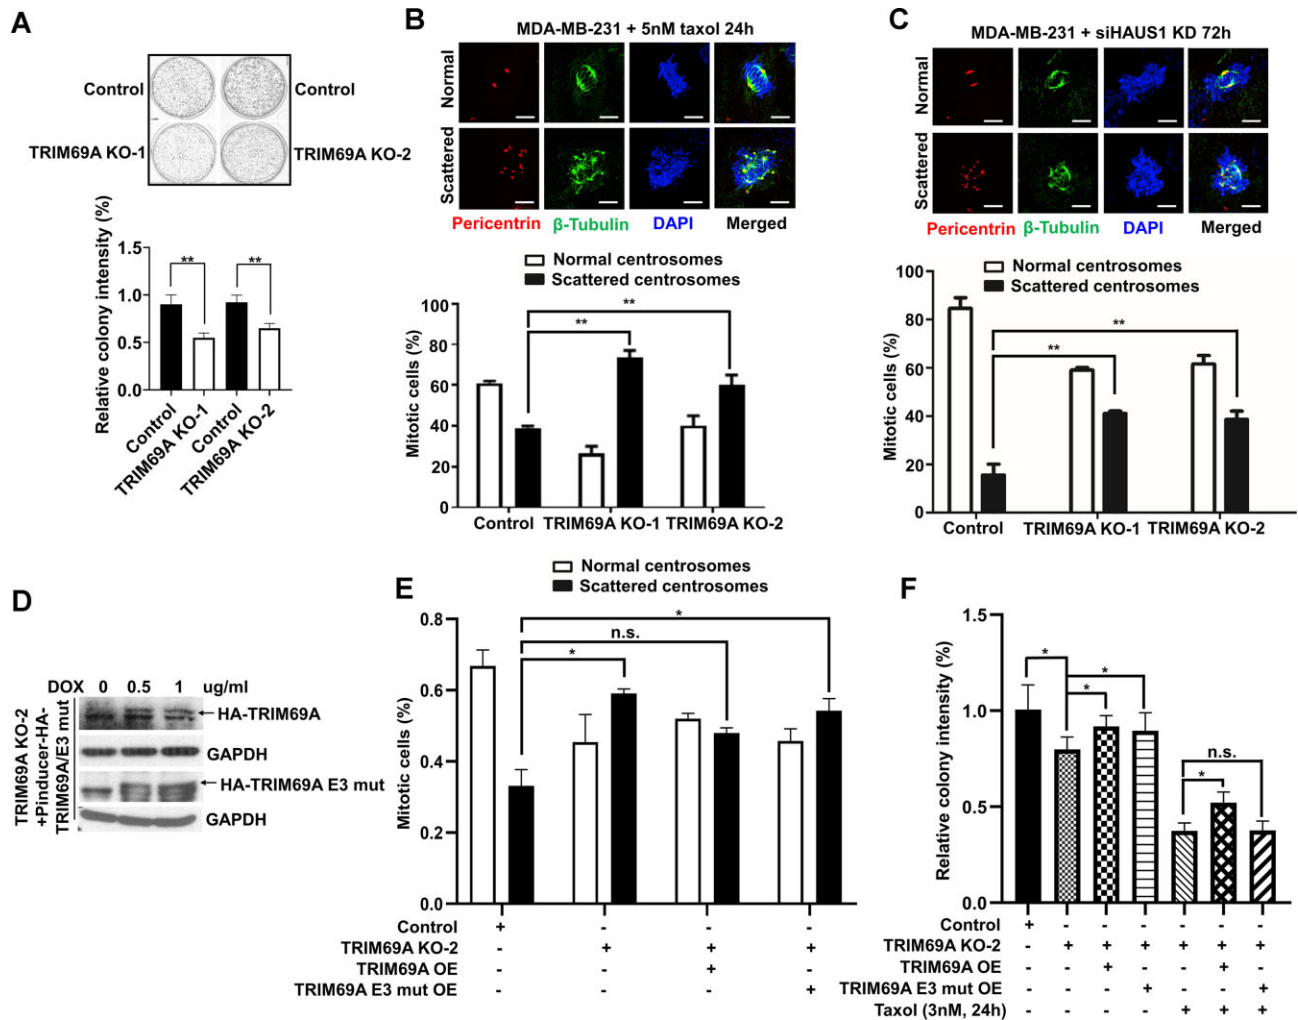 A
Control
Control
TRIM69A KO-1
TRIM69A KO-2
Relative colony intensity (%)
1.5
1.0
0.5
0.0
**
**
Control
TRIM69A KO-1
Control
TRIM69A KO-2
B
MDA-MB-231 + 5nM taxol 24h
Normal
Scattered
Pericentrin
β-Tubulin
DAPI
Merged
Normal centrosomes
Scattered centrosomes
Mitotic cells (%)
100
80
60
40
20
0
**
**
Control
TRIM69A KO-1
TRIM69A KO-2
C
MDA-MB-231 + siHAUS1 KD 72h
Normal
Scattered
Pericentrin
β-Tubulin
DAPI
Merged
Normal centrosomes
Scattered centrosomes
Mitotic cells (%)
100
80
60
40
20
0
**
**
Control
TRIM69A KO-1
TRIM69A KO-2
D
TRIM69A KO-2
+Pinducer-HA-
TRIM69A/E3 mut
DOX 0 0.5 1 ug/ml
HA-TRIM69A
GAPDH
HA-TRIM69A E3 mut
GAPDH
E
Normal centrosomes
Scattered centrosomes
Mitotic cells (%)
0.8
0.6
0.4
0.2
0.0
*
n.s.
*
Control + - - -
TRIM69A KO-2 - + + +
TRIM69A OE - - + -
TRIM69A E3 mut OE - - - +
F
Relative colony intensity (%)
1.5
1.0
0.5
0.0
*
*
*
n.s.
*
Control + - - - - - -
TRIM69A KO-2 - + + + + + +
TRIM69A OE - - + - - + -
TRIM69A E3 mut OE - - - + - - +
Taxol (3nM, 24h) - - - - + + +